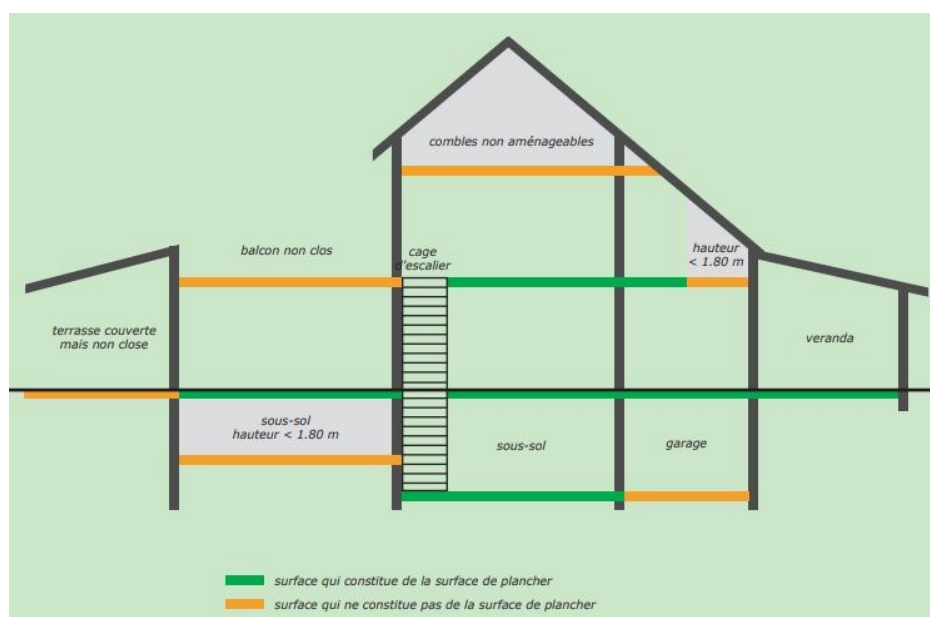 combles non aménageables
balcon non clos
cage
d'escalier
hauteur
< 1.80 m
terrasse couverte
mais non close
veranda
sous-sol
hauteur < 1.80 m
sous-sol
garage
surface qui constitue de la surface de plancher
surface qui ne constitue pas de la surface de plancher